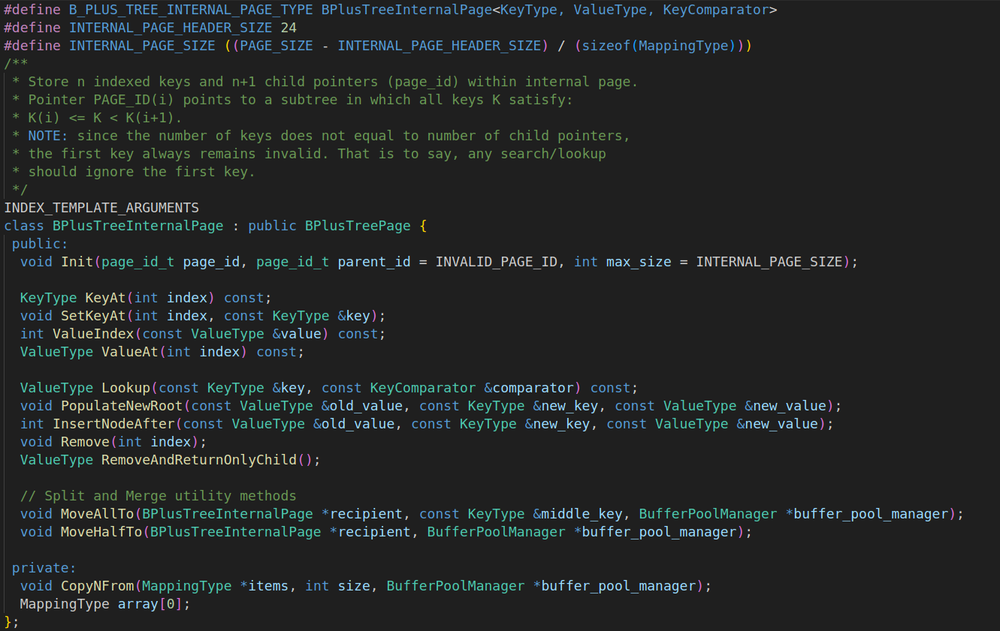 #define B_PLUS_TREE_INTERNAL_PAGE_TYPE BPlusTreeInternalPage<KeyType, ValueType, KeyComparator>
#define INTERNAL_PAGE_HEADER_SIZE 24
#define INTERNAL_PAGE_SIZE ((PAGE_SIZE - INTERNAL_PAGE_HEADER_SIZE) / (sizeof(MappingType)))
/**
 * Store n indexed keys and n+1 child pointers (page_id) within internal page.
 * Pointer PAGE_ID(i) points to a subtree in which all keys K satisfy:
 * K(i) <= K < K(i+1).
 * NOTE: since the number of keys does not equal to number of child pointers,
 * the first key always remains invalid. That is to say, any search/lookup
 * should ignore the first key.
 */
INDEX_TEMPLATE_ARGUMENTS
class BPlusTreeInternalPage : public BPlusTreePage {
 public:
  void Init(page_id_t page_id, page_id_t parent_id = INVALID_PAGE_ID, int max_size = INTERNAL_PAGE_SIZE);

  KeyType KeyAt(int index) const;
  void SetKeyAt(int index, const KeyType &key);
  int ValueIndex(const ValueType &value) const;
  ValueType ValueAt(int index) const;

  ValueType Lookup(const KeyType &key, const KeyComparator &comparator) const;
  void PopulateNewRoot(const ValueType &old_value, const KeyType &new_key, const ValueType &new_value);
  int InsertNodeAfter(const ValueType &old_value, const KeyType &new_key, const ValueType &new_value);
  void Remove(int index);
  ValueType RemoveAndReturnOnlyChild();

  // Split and Merge utility methods
  void MoveAllTo(BPlusTreeInternalPage *recipient, const KeyType &middle_key, BufferPoolManager *buffer_pool_manager);
  void MoveHalfTo(BPlusTreeInternalPage *recipient, BufferPoolManager *buffer_pool_manager);

 private:
  void CopyNFrom(MappingType *items, int size, BufferPoolManager *buffer_pool_manager);
  MappingType array[0];
};